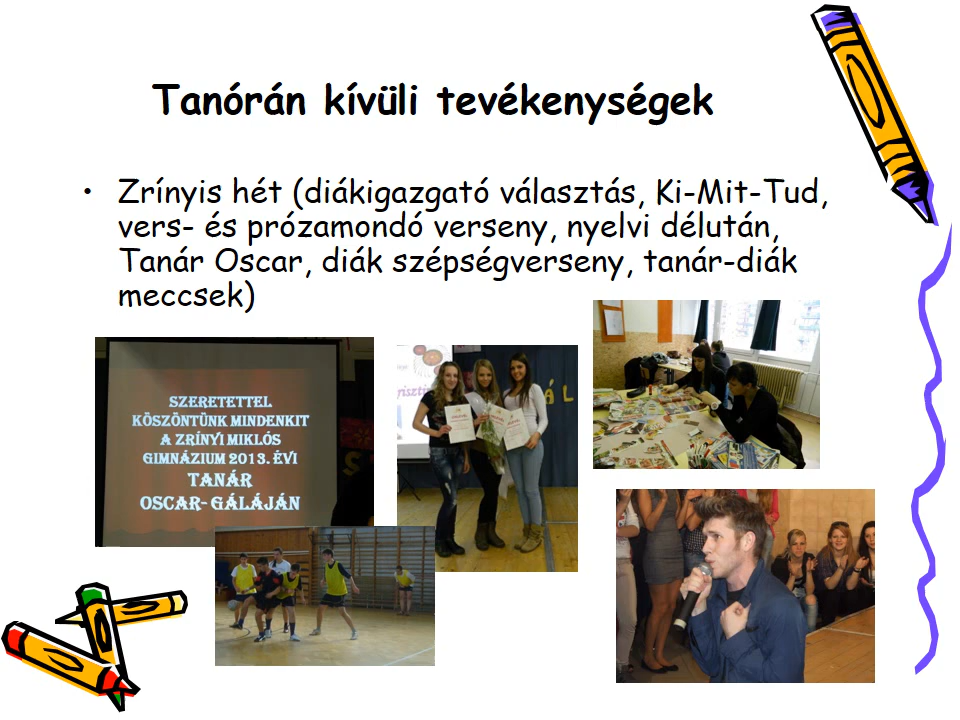 Tanórán kívüli tevékenységek
• Zrínyis hét (diákigazgató választás, Ki-Mit-Tud,
vers- és prózamondó verseny, nyelvi délután,
Tanár Oscar, diák szépségverseny, tanár-diák
meccsek)
SZERETETTEL
KÖSZÖNTÜNK MINDENKIT
A ZRÍNYI MIKLÓS
GIMNÁZIUM 2013. ÉVI
TANÁR
OSCAR- GÁLÁJÁN